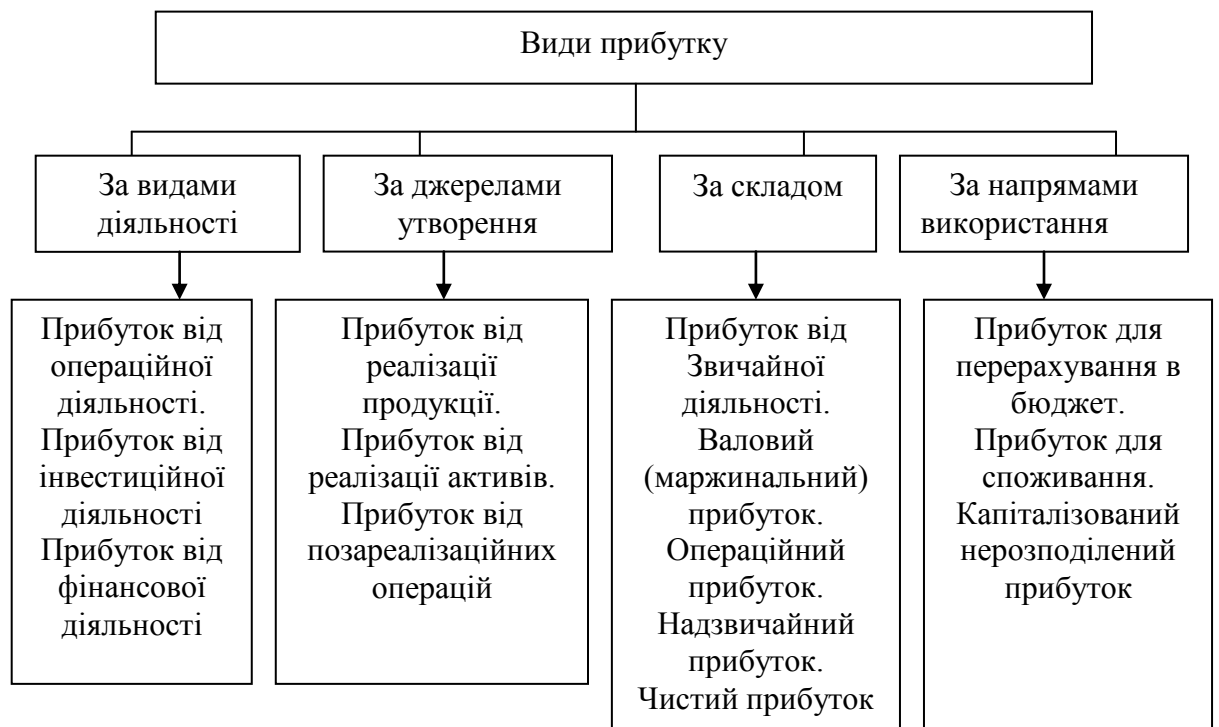 Види прибутку
За видами
діяльності
За джерелами
утворення
За складом
За напрямами
використання
Прибуток від
операційної
діяльності.
Прибуток від
інвестиційної
діяльності
Прибуток від
фінансової
діяльності
Прибуток від
реалізації
продукції.
Прибуток від
реалізації активів.
Прибуток від
позареалізаційних
операцій
Прибуток від
Звичайної
діяльності.
Валовий
(маржинальний)
прибуток.
Операційний
прибуток.
Надзвичайний
прибуток.
Чистий прибуток
Прибуток для
перерахування в
бюджет.
Прибуток для
споживання.
Капіталізований
нерозподілений
прибуток